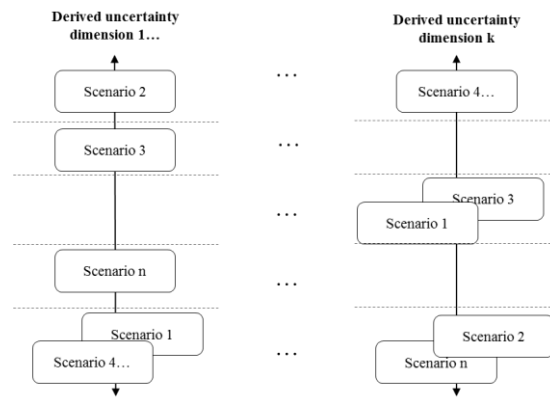 Derived uncertainty
dimension 1…
Derived uncertainty
dimension k
…
Scenario 2
Scenario 4…
…
Scenario 3
Scenario 3
…
Scenario 1
Scenario n
…
Scenario 1
Scenario 2
Scenario 4…
…
Scenario n